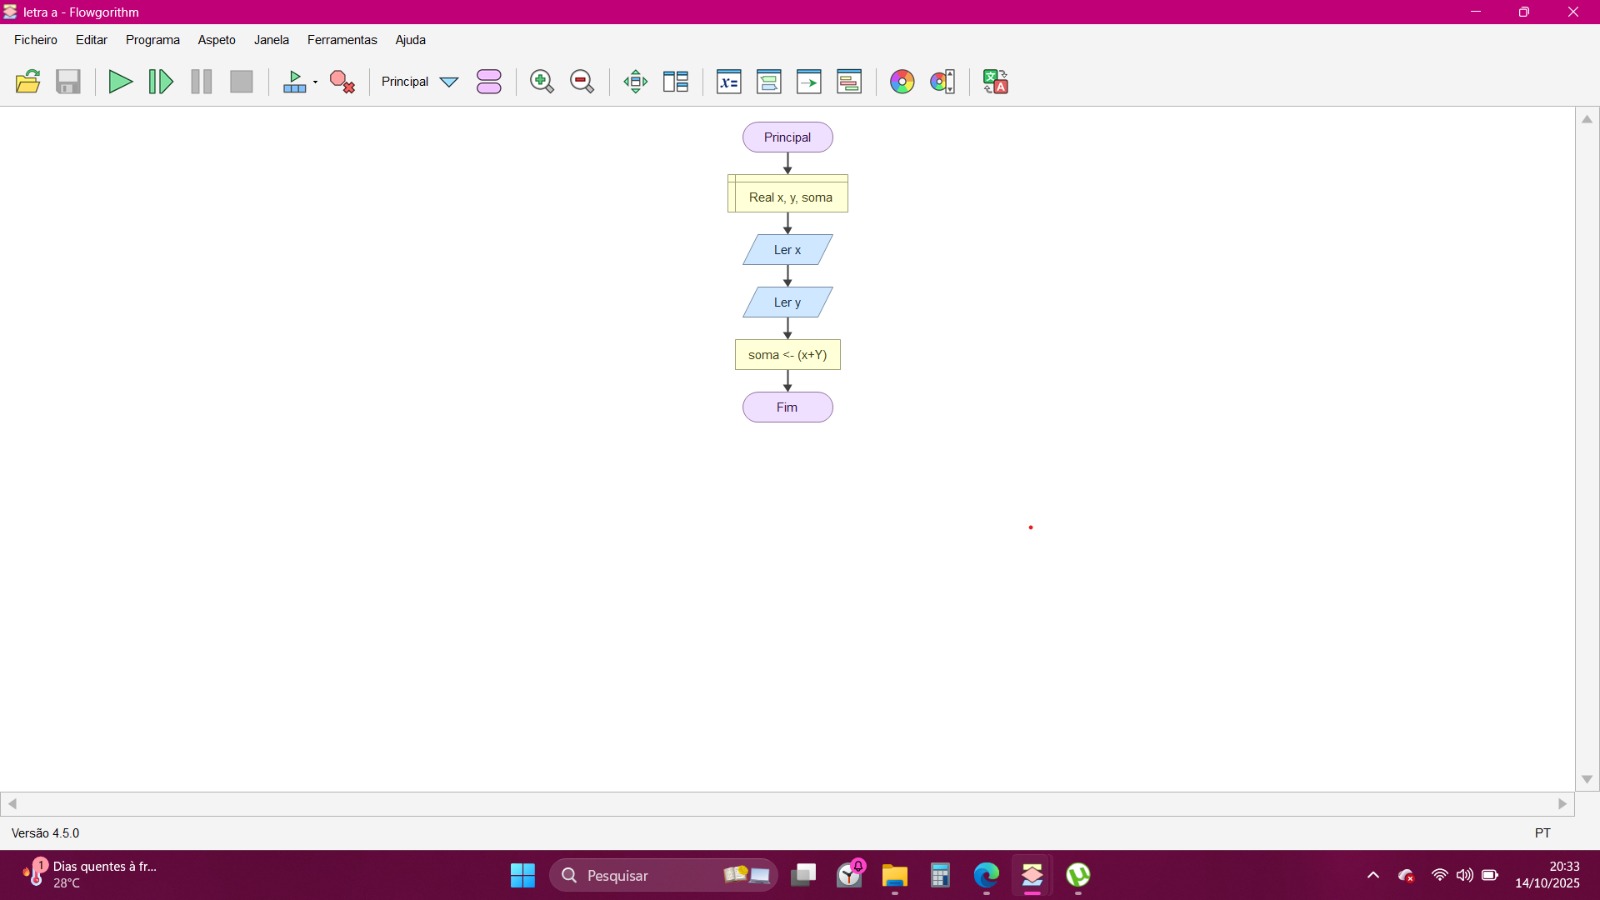 letra a - Flowgorithm
Ficheiro Editar Programa Aspeto Janela Ferramentas Ajuda
Principal
Principal
Real x, y, soma
Ler x
Ler y
soma <- (x+Y)
Fim
Versão 4.5.0
PT
1
Dias quentes à fr...
28°C
Pesquisar
20:33
14/10/2025